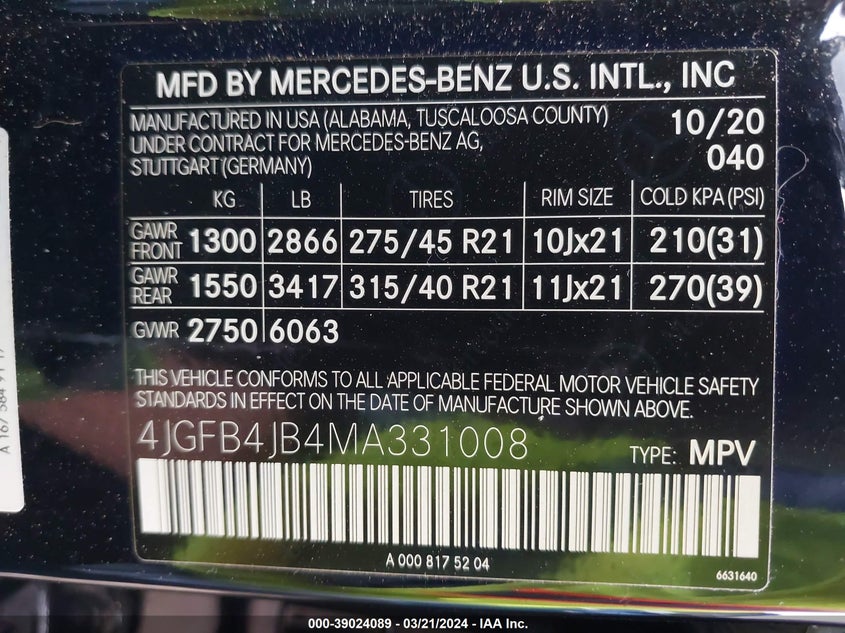 MFD BY MERCEDES-BENZ U.S. INTL., INC
MANUFACTURED IN USA (ALABAMA, TUSCALOOSA COUNTY) 10/20
UNDER CONTRACT FOR MERCEDES-BENZ AG, 040
STUTTGART (GERMANY)
KG LB TIRES RIM SIZE COLD KPA (PSI)
GAWR FRONT 1300 2866 275/45 R21 10Jx21 210(31)
GAWR REAR 1550 3417 315/40 R21 11Jx21 270(39)
GVWR 2750 6063
THIS VEHICLE CONFORMS TO ALL APPLICABLE FEDERAL MOTOR VEHICLE SAFETY
STANDARDS IN EFFECT ON THE DATE OF MANUFACTURE SHOWN ABOVE.
4JGFB4JB4MA331008 TYPE: MPV
A 000 817 52 04
6631640
000-39024089 - 03/21/2024 - IAA Inc.